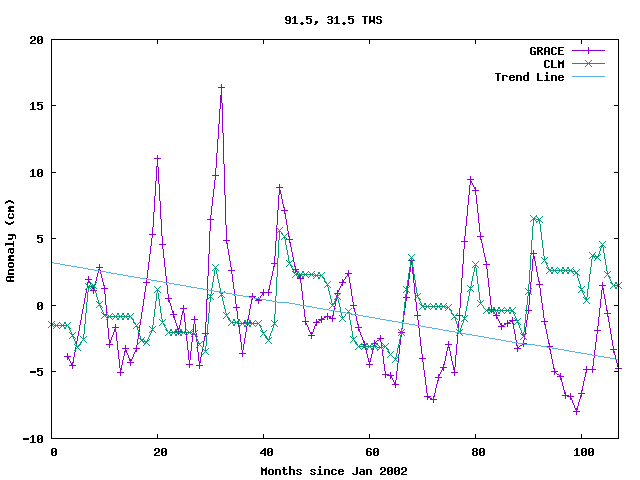 91.5, 31.5 TWS
GRACE
CLM
Trend Line
20
15
10
5
0
-5
-10
Anomaly (cm)
0 20 40 60 80 100
Months since Jan 2002